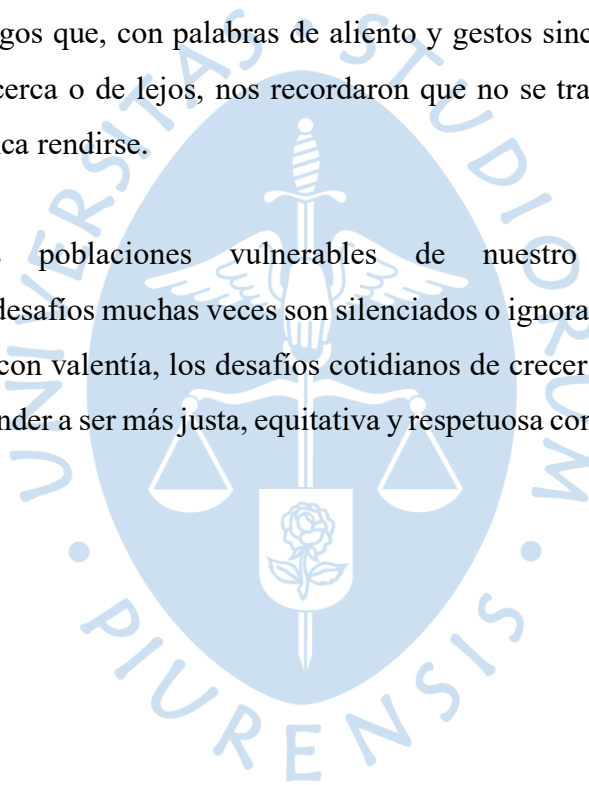 gos que, con palabras de aliento y gestos sinc
cerca o de lejos, nos recordaron que no se tra
ca rendirse.
poblaciones vulnerables de nuestro
desafíos muchas veces son silenciados o ignora
con valentía, los desafíos cotidianos de crecer
nder a ser más justa, equitativa y respetuosa con
UNIVERSITAS STUDIORUM
PIURENSIS